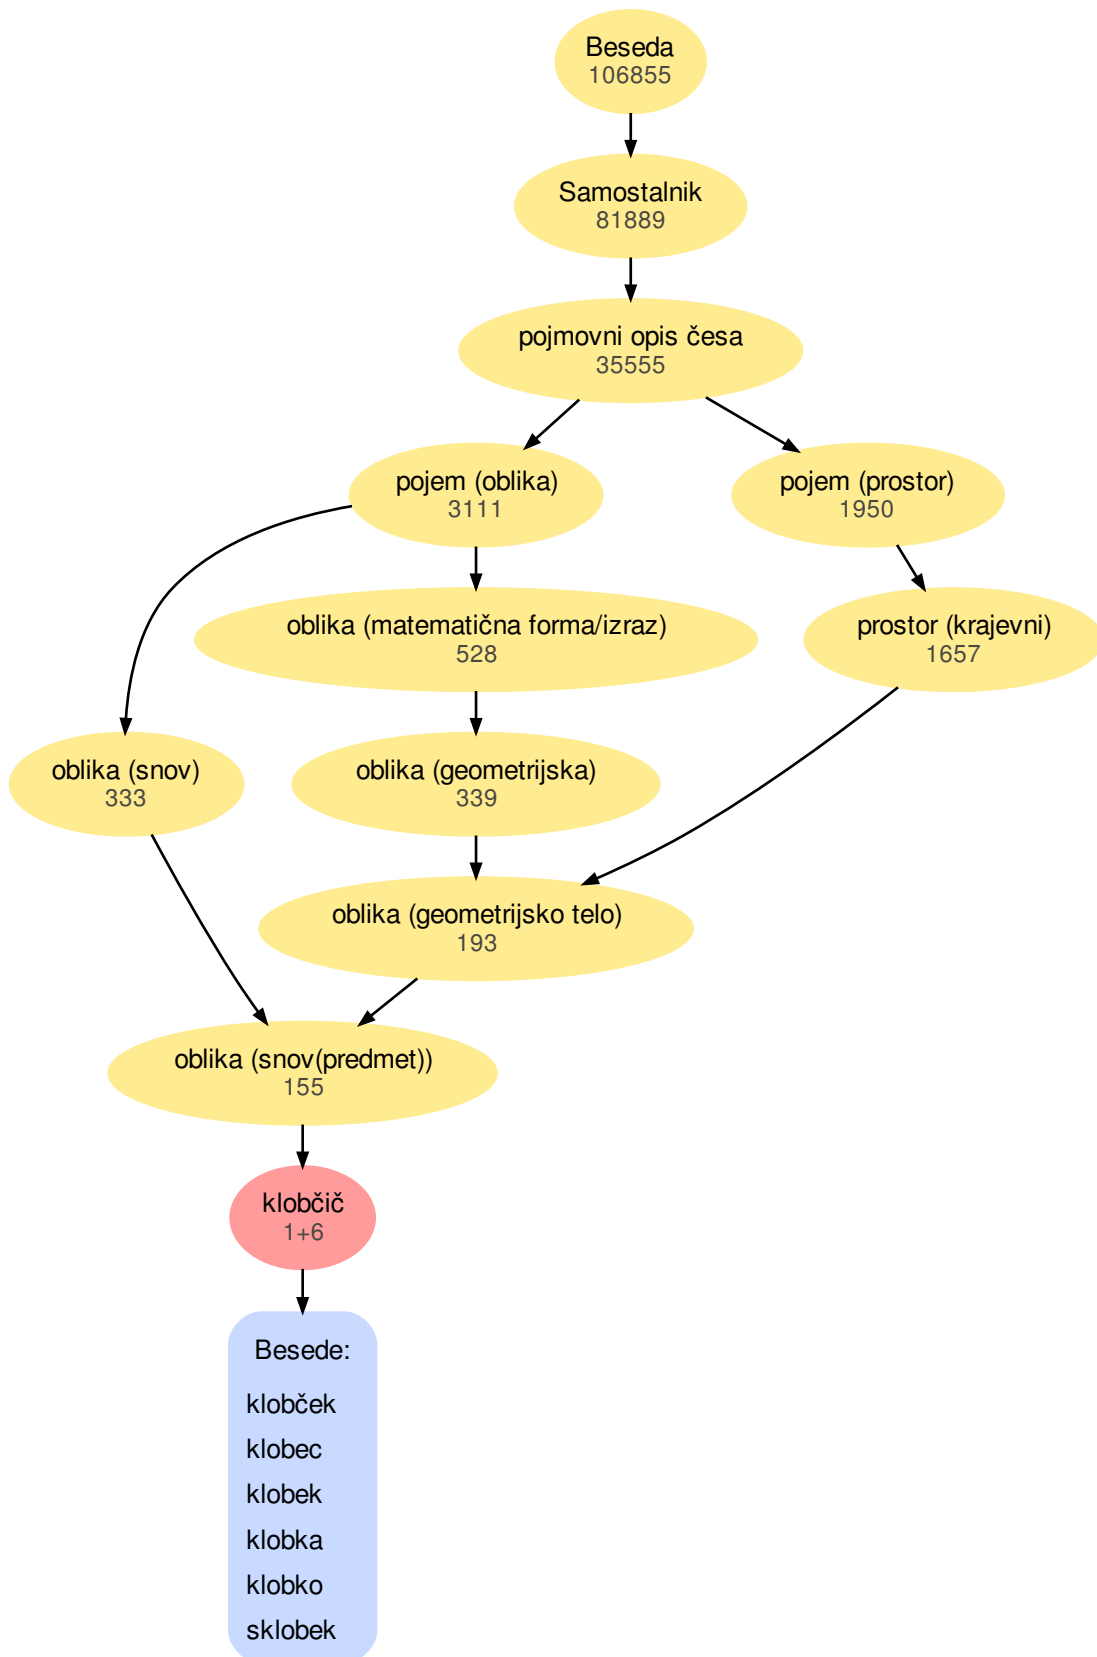 Beseda
106855
Samostalnik
81889
pojmovni opis česa
35555
pojem (oblika)
3111
pojem (prostor)
1950
oblika (matematična forma/izraz)
528
prostor (krajevni)
1657
oblika (snov)
333
oblika (geometrijska)
339
oblika (geometrijsko telo)
193
oblika (snov(predmet))
155
klobčič
1+6
Besede:
klobček
klobec
klobek
klobka
klobko
sklobek